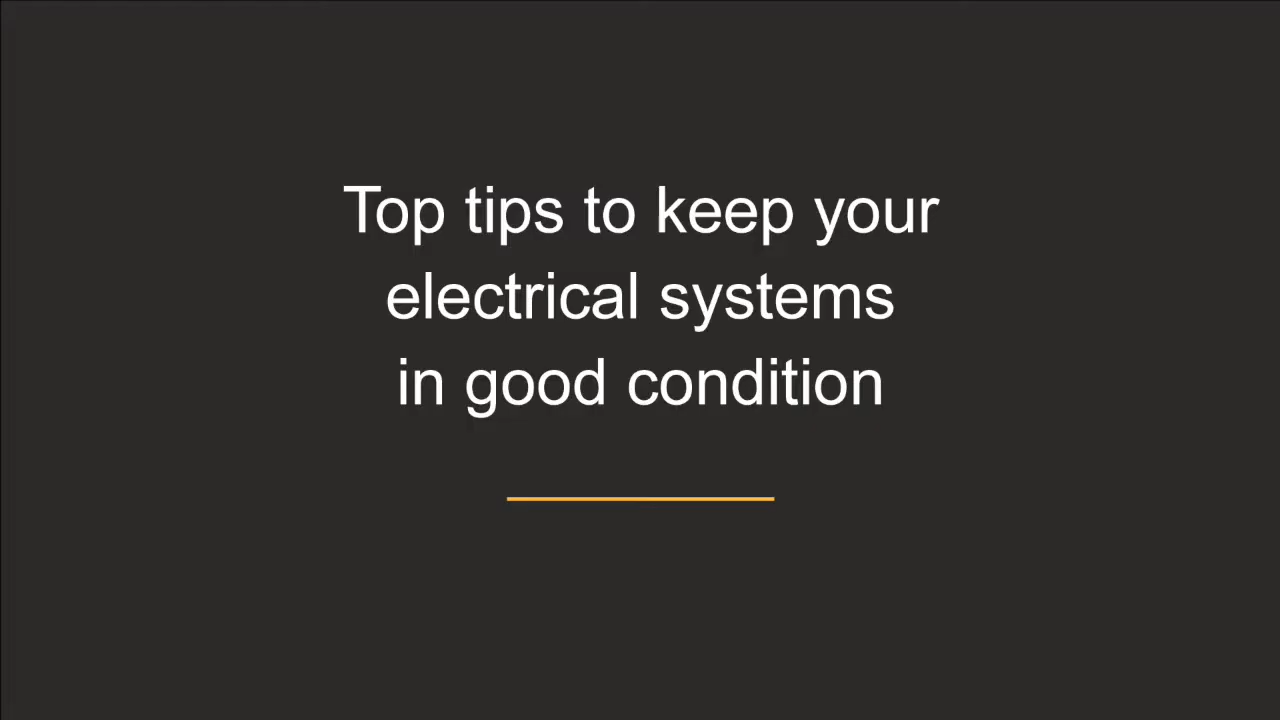 Top tips to keep your
electrical systems
in good condition